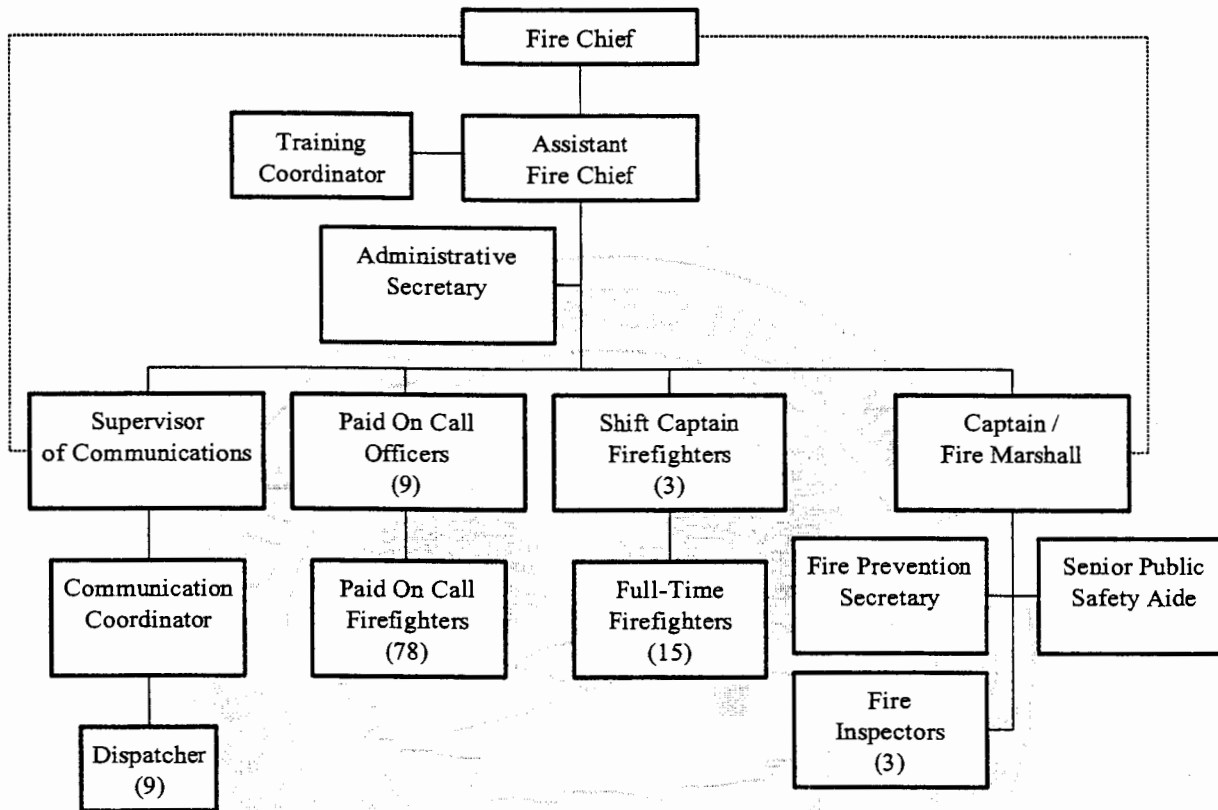 Fire Chief
Training
Coordinator
Assistant
Fire Chief
Administrative
Secretary
Supervisor
of Communications
Paid On Call
Officers
(9)
Shift Captain
Firefighters
(3)
Captain /
Fire Marshall
Communication
Coordinator
Paid On Call
Firefighters
(78)
Full-Time
Firefighters
(15)
Fire Prevention
Secretary
Senior Public
Safety Aide
Dispatcher
(9)
Fire
Inspectors
(3)